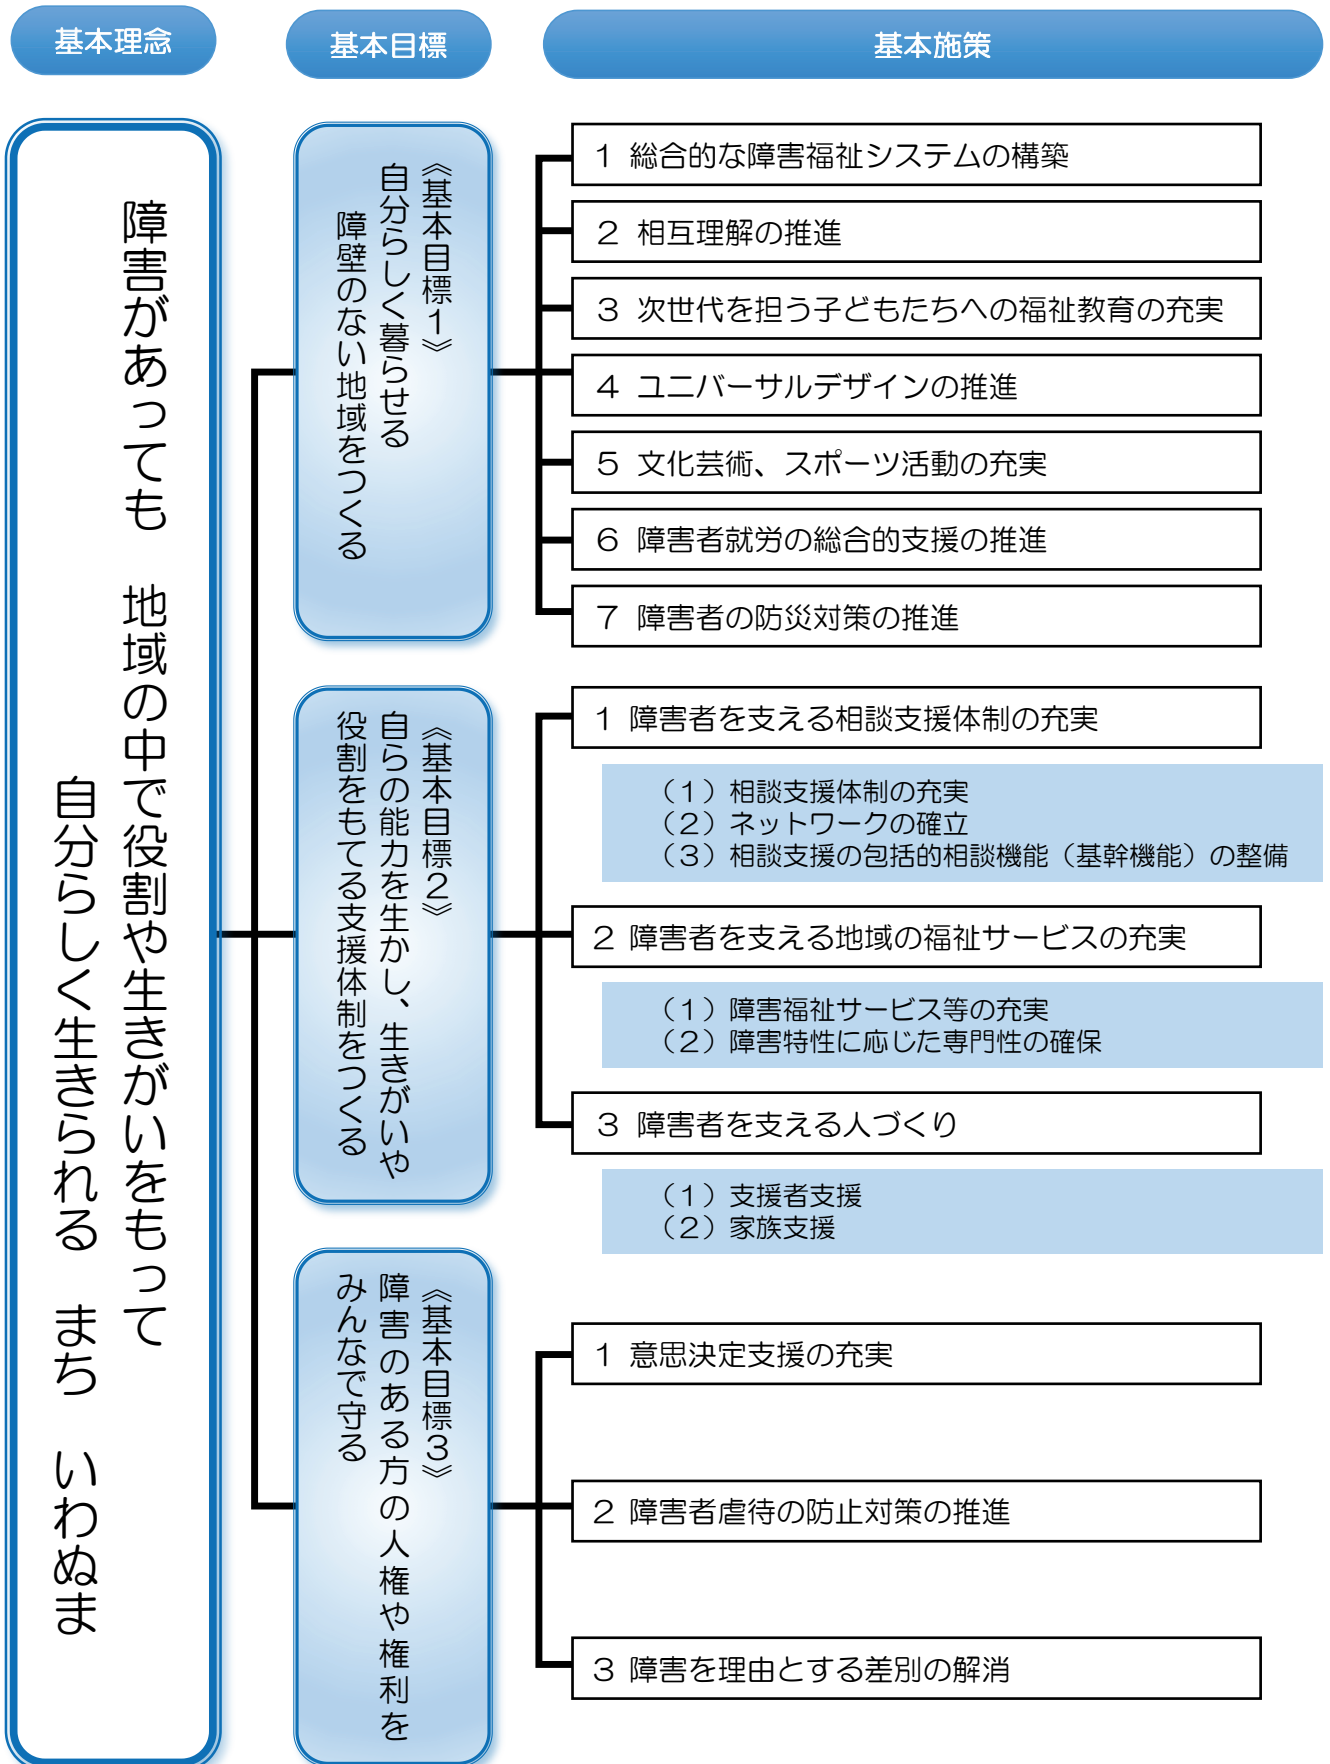 基本理念
基本目標
基本施策
障害があっても　地域の中で役割や生きがいをもって
自分らしく生きられる　まち　いわぬま
《基本目標1》
自分らしく暮らせる
障壁のない地域をつくる
1 総合的な障害福祉システムの構築
2 相互理解の推進
3 次世代を担う子どもたちへの福祉教育の充実
4 ユニバーサルデザインの推進
5 文化芸術、スポーツ活動の充実
6 障害者就労の総合的支援の推進
7 障害者の防災対策の推進
《基本目標2》
自らの能力を生かし、生きがいや
役割をもてる支援体制をつくる
1 障害者を支える相談支援体制の充実
（1）相談支援体制の充実
（2）ネットワークの確立
（3）相談支援の包括的相談機能（基幹機能）の整備
2 障害者を支える地域の福祉サービスの充実
（1）障害福祉サービス等の充実
（2）障害特性に応じた専門性の確保
3 障害者を支える人づくり
（1）支援者支援
（2）家族支援
《基本目標3》
障害のある方の人権や権利を
みんなで守る
1 意思決定支援の充実
2 障害者虐待の防止対策の推進
3 障害を理由とする差別の解消